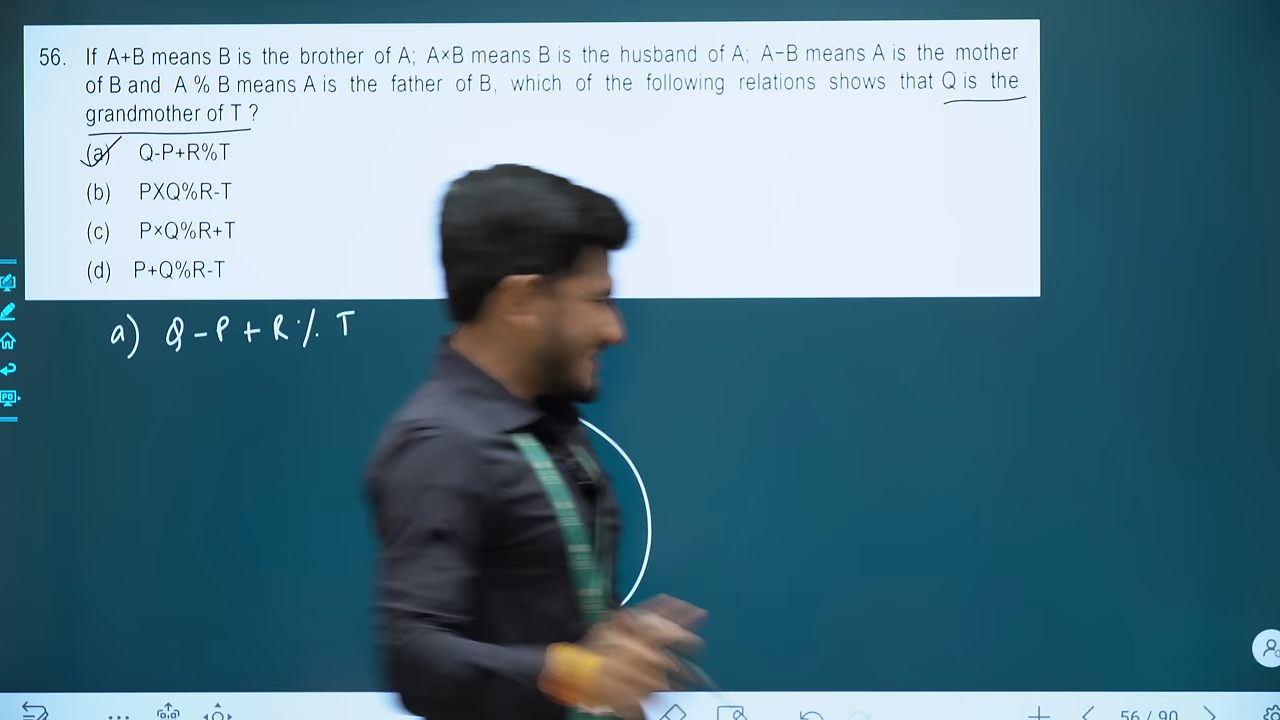 56. If A+B means B is the brother of A; A×B means B is the husband of A; A−B means A is the mother
of B and A % B means A is the father of B, which of the following relations shows that Q is the
grandmother of T ?
(a) Q-P+R%T
(b) PXQ%R-T
(c) P×Q%R+T
(d) P+Q%R-T
a) Q-P+R % T
PO
56 / 90